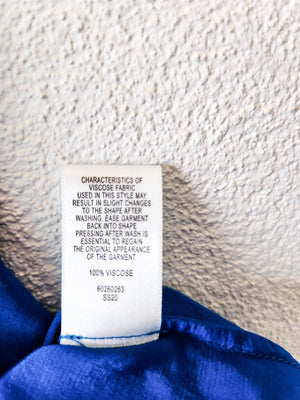 CHARACTERISTICS OF
VISCOSE FABRIC
USED IN THIS STYLE MAY
RESULT IN SLIGHT CHANGES
TO THE SHAPE AFTER
WASHING. EASE GARMENT
BACK INTO SHAPE
PRESSING AFTER WASH IS
ESSENTIAL TO REGAIN
THE ORIGINAL APPEARANCE
OF THE GARMENT
100% VISCOSE
60260263
SS20